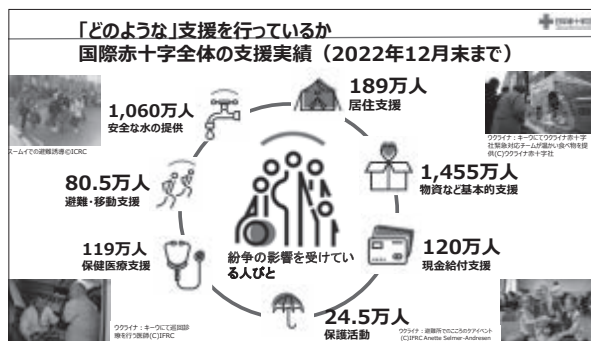 「どのような」支援を行っているか
国際赤十字全体の支援実績（2022年12月末まで）
189万人
居住支援
1,060万人
安全な水の提供
スームイでの避難誘導©ICRC
ウクライナ：キーウにてウクライナ赤十字
社緊急対応チームが温かい食べ物を提
供(C)ウクライナ赤十字社
1,455万人
物資など基本的支援
80.5万人
避難・移動支援
119万人
保健医療支援
紛争の影響を受けてい
る人びと
120万人
現金給付支援
24.5万人
保護活動
ウクライナ：キーウにて巡回診
療を行う医師(C)IFRC
ウクライナ：避難所でのこころのケアイベント
(C)IFRC Anette Selmer-Andresen